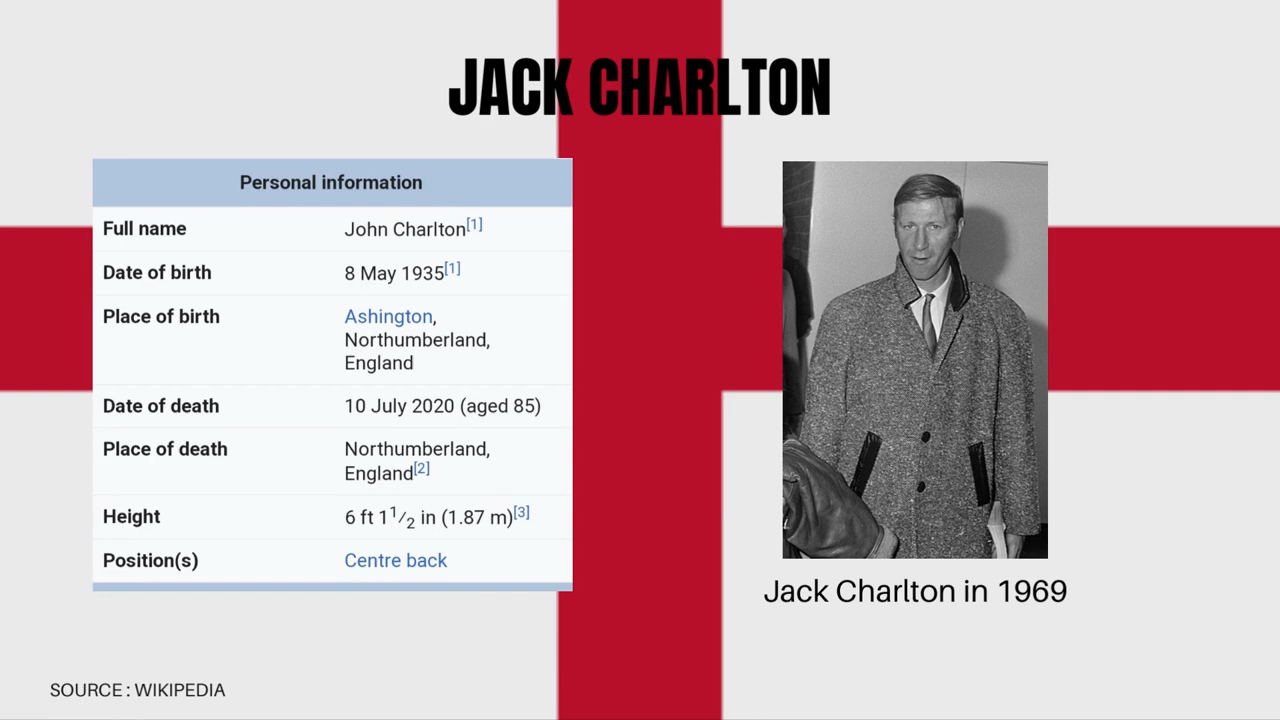 JACK CHARLTON
Personal information
Full name John Charlton[1]
Date of birth 8 May 1935[1]
Place of birth Ashington,
Northumberland,
England
Date of death 10 July 2020 (aged 85)
Place of death Northumberland,
England[2]
Height 6 ft 1 1/2 in (1.87 m)[3]
Position(s) Centre back
Jack Charlton in 1969
SOURCE : WIKIPEDIA